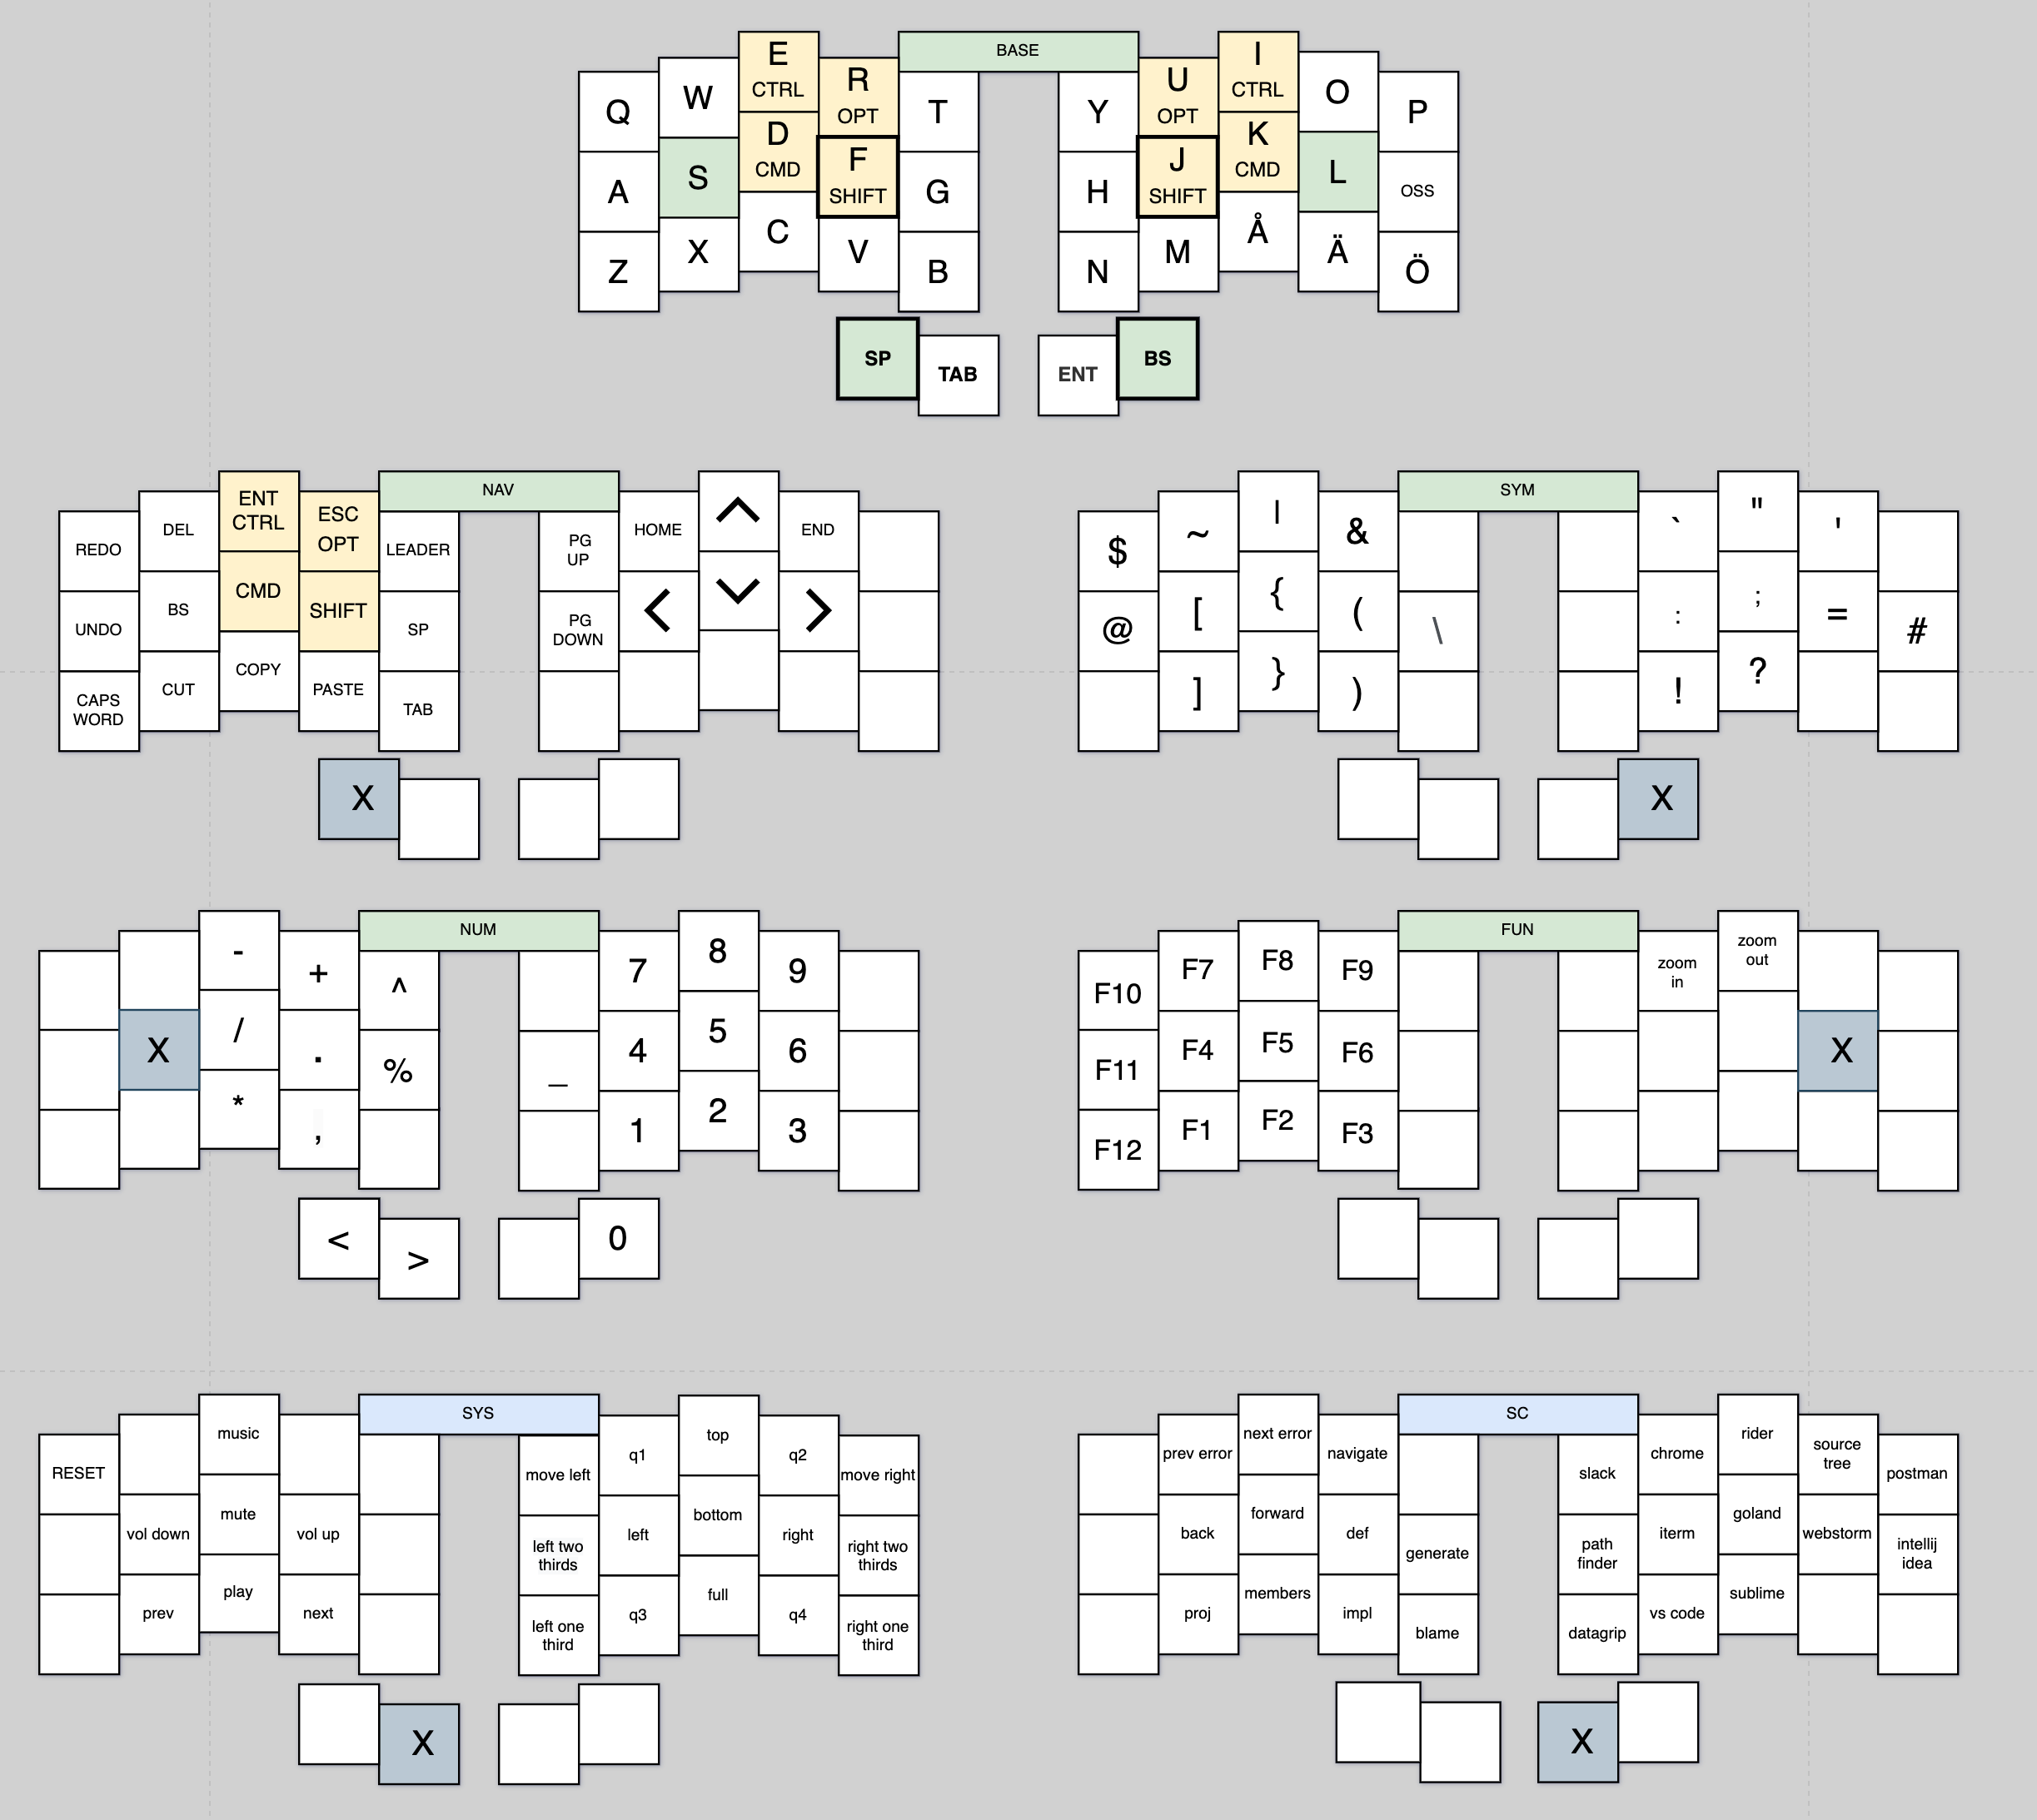 BASE
Q W E R T Y U I O P
CTRL OPT OPT CTRL
A S D F G H J K L OSS
CMD SHIFT SHIFT CMD
Z X C V B N M Å Ä Ö
SP TAB ENT BS
NAV
REDO DEL ENT CTRL ESC OPT LEADER PG UP HOME END
UNDO BS CMD SHIFT SP PG DOWN < >
CAPS WORD CUT COPY PASTE TAB
X
SYM
$ ~ | & ` " '
@ [ { ( \ : ; = #
] } ) ! ?
X
NUM
- + ^ 7 8 9
X / . % _ 4 5 6
* , 1 2 3
< > 0
FUN
F10 F7 F8 F9 zoom in zoom out
F11 F4 F5 F6 X
F12 F1 F2 F3
SYS
RESET music move left q1 top q2 move right
vol down mute vol up left two thirds left bottom right right two thirds
prev play next left one third q3 full q4 right one third
X
SC
prev error next error navigate slack chrome rider source tree postman
back forward def generate path finder iterm goland webstorm intellij idea
proj members impl blame datagrip vs code sublime
X